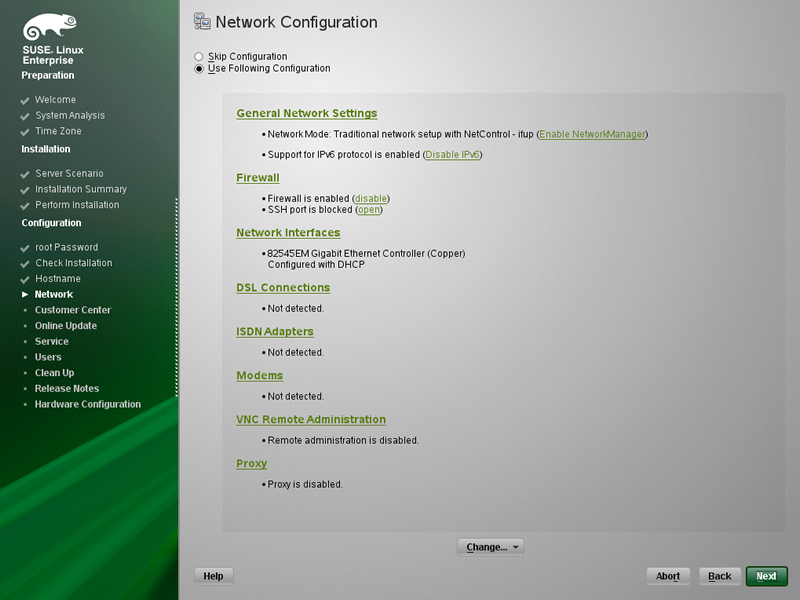 SUSE. Linux
Enterprise
Preparation
Welcome
System Analysis
Time Zone
Installation
Server Scenario
Installation Summary
Perform Installation
Configuration
root Password
Check Installation
Hostname
Network
Customer Center
Online Update
Service
Users
Clean Up
Release Notes
Hardware Configuration
Network Configuration
Skip Configuration
Use Following Configuration
General Network Settings
• Network Mode: Traditional network setup with NetControl - ifup (Enable NetworkManager)
• Support for IPv6 protocol is enabled (Disable IPv6)
Firewall
• Firewall is enabled (disable)
• SSH port is blocked (open)
Network Interfaces
• 82545EM Gigabit Ethernet Controller (Copper)
Configured with DHCP
DSL Connections
• Not detected.
ISDN Adapters
• Not detected.
Modems
• Not detected.
VNC Remote Administration
• Remote administration is disabled.
Proxy
• Proxy is disabled.
Change...
Help
Abort
Back
Next